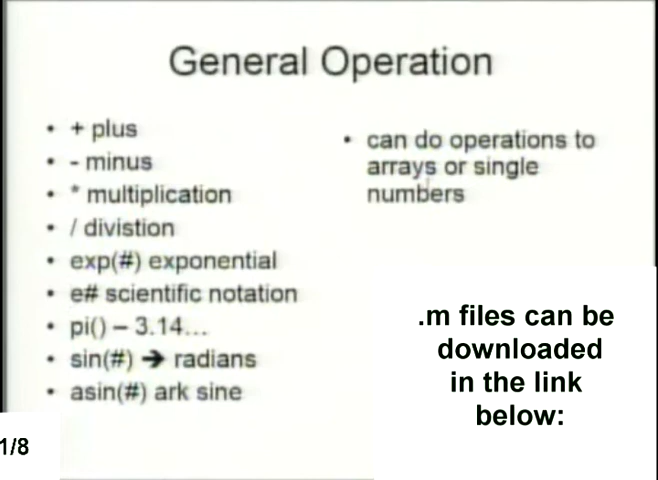 General Operation
• + plus
• - minus
• * multiplication
• / divistion
• exp(#) exponential
• e# scientific notation
• pi() – 3.14...
• sin(#) ➔ radians
• asin(#) ark sine
• can do operations to
arrays or single
numbers
.m files can be
downloaded
in the link
below:
1/8